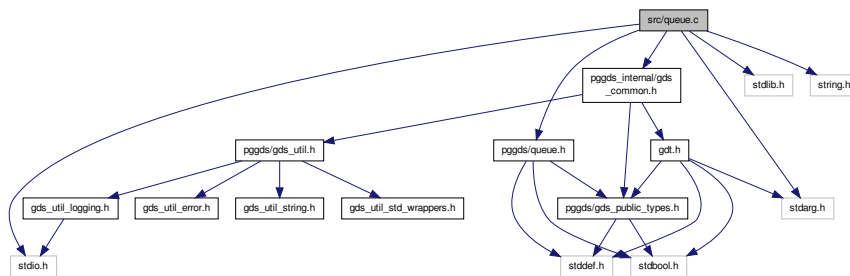 src/queue.c
pggds_internal/gds
_common.h
stdlib.h
string.h
pggds/gds_util.h
pggds/queue.h
gdt.h
gds_util_logging.h
gds_util_error.h
gds_util_string.h
gds_util_std_wrappers.h
pggds/gds_public_types.h
stdarg.h
stdio.h
stddef.h
stdbool.h